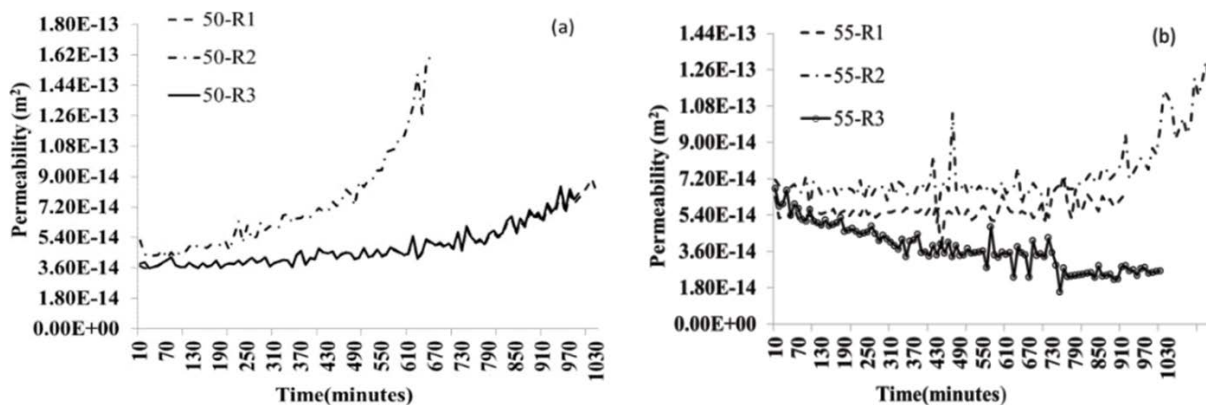 (a)
50-R1
50-R2
50-R3
Permeability (m²)
1.80E-13
1.62E-13
1.44E-13
1.26E-13
1.08E-13
9.00E-14
7.20E-14
5.40E-14
3.60E-14
1.80E-14
0.00E+00
10 70 130 190 250 310 370 430 490 550 610 670 730 790 850 910 970 1030
Time(minutes)
(b)
55-R1
55-R2
55-R3
Permeability (m²)
1.44E-13
1.26E-13
1.08E-13
9.00E-14
7.20E-14
5.40E-14
3.60E-14
1.80E-14
0.00E+00
10 70 130 190 250 310 370 430 490 550 610 670 730 790 850 910 970 1030
Time(minutes)